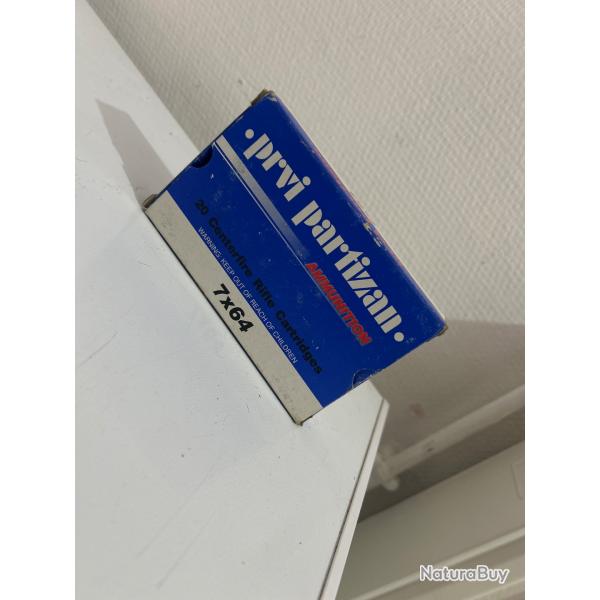 • prvi partizan •
AMMUNITION
20 Centerfire Rifle Cartridges
WARNING: KEEP OUT OF REACH OF CHILDREN
7x64
NaturaBuy